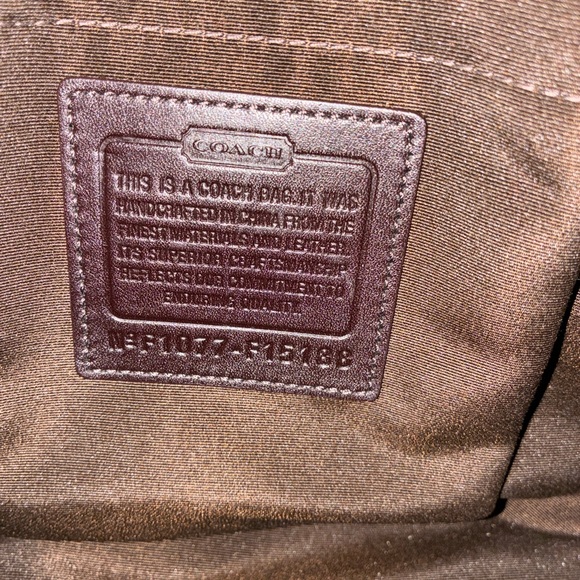 COACH
THIS IS A COACH BAG. IT WAS
HANDCRAFTED IN CHINA FROM THE
FINEST MATERIALS AND LEATHER.
IT'S SUPERIOR CRAFTSMANSHIP
REFLECTS OUR COMMITMENT TO
ENDURING QUALITY.
Nº F1077-F15188